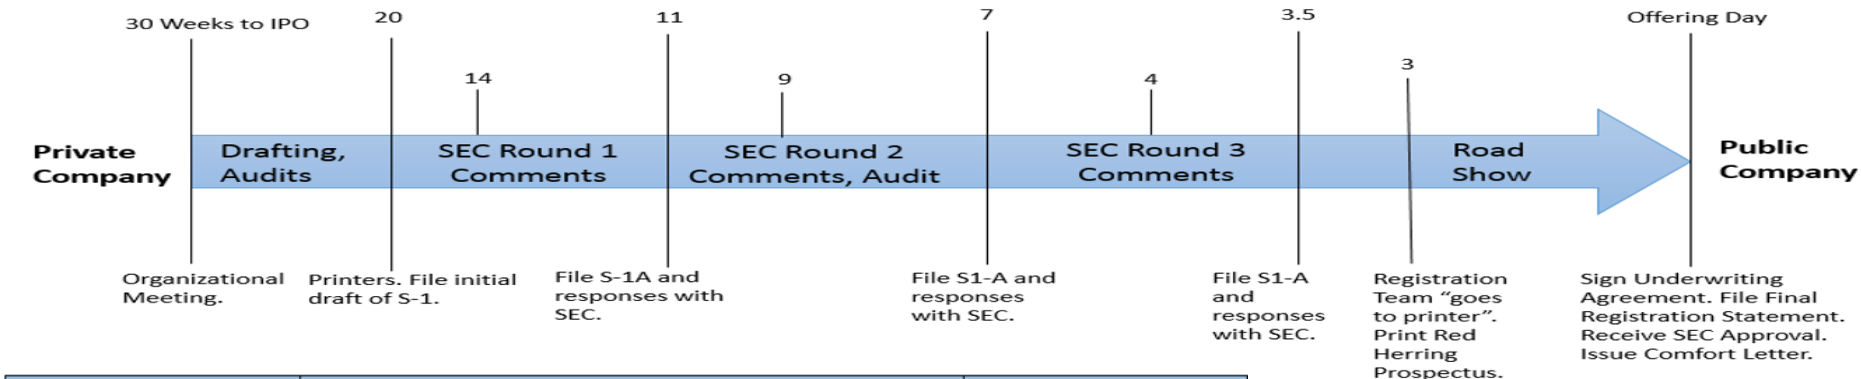 30 Weeks to IPO
20
11
7
3.5
Offering Day
14
9
4
3
Private
Company
Drafting,
Audits
SEC Round 1
Comments
SEC Round 2
Comments, Audit
SEC Round 3
Comments
Road
Show
Public
Company
Organizational
Meeting.
Printers. File initial
draft of S-1.
File S-1A and
responses with
SEC.
File S1-A and
responses
with SEC.
File S1-A
and
responses
with SEC.
Registration
Team “goes
to printer”.
Print Red
Herring
Prospectus.
Sign Underwriting
Agreement. File Final
Registration Statement.
Receive SEC Approval.
Issue Comfort Letter.